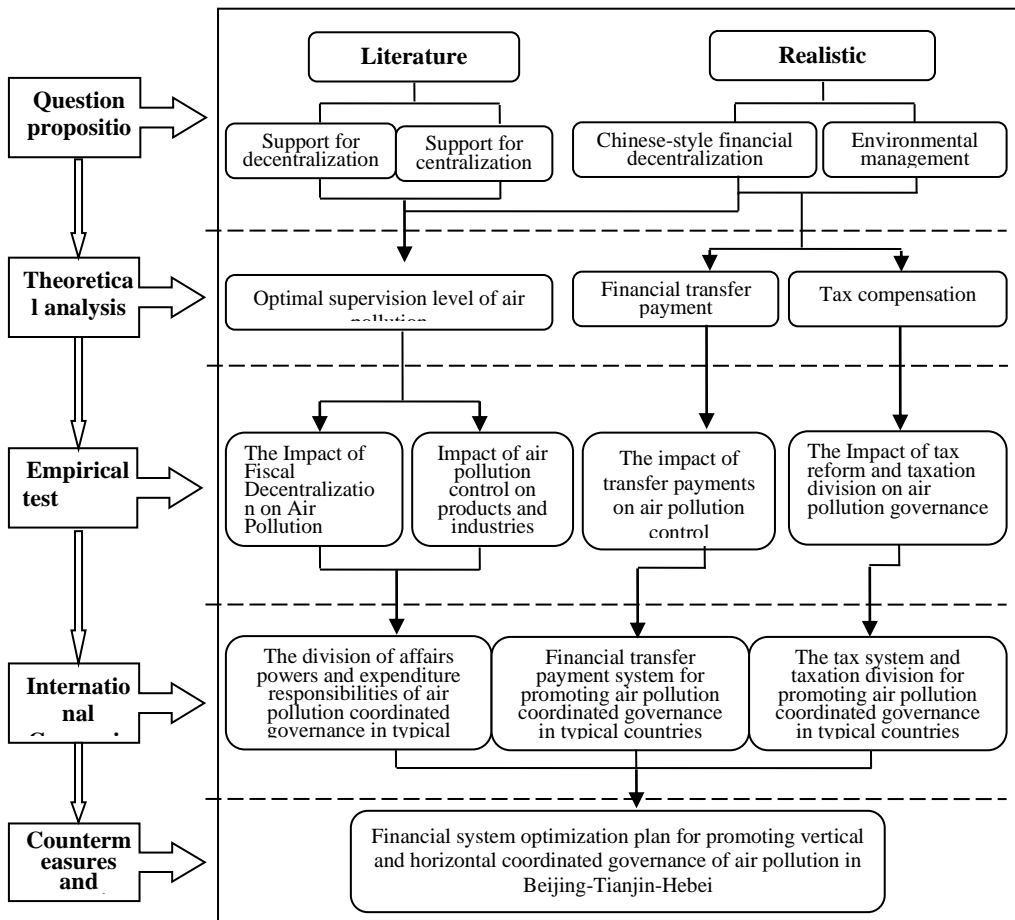 Literature
Realistic
Question
propositio
Support for
decentralization
Support for
centralization
Chinese-style financial
decentralization
Environmental
management
Theoretica
l analysis
Optimal supervision level of air
pollution
Financial transfer
payment
Tax compensation
Empirical
test
The Impact of
Fiscal
Decentralizatio
n on Air
Pollution
Impact of air
pollution
control on
products and
industries
The impact of
transfer payments
on air pollution
control
The Impact of tax
reform and taxation
division on air
pollution governance
Internatio
nal
The division of affairs
powers and expenditure
responsibilities of air
pollution coordinated
governance in typical
Financial transfer
payment system for
promoting air pollution
coordinated governance
in typical countries
The tax system and
taxation division for
promoting air pollution
coordinated governance
in typical countries
Counterm
easures and
Financial system optimization plan for promoting vertical
and horizontal coordinated governance of air pollution in
Beijing-Tianjin-Hebei